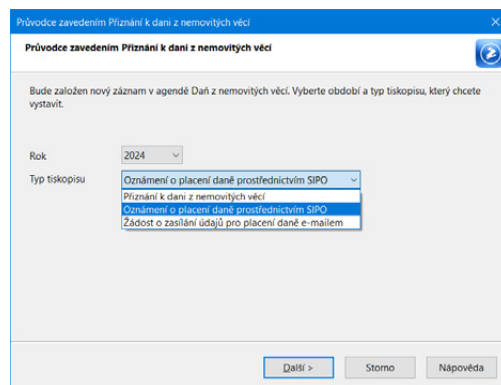 Průvodce zavedením Přiznání k dani z nemovitých věcí
Průvodce zavedením Přiznání k dani z nemovitých věcí
Bude založen nový záznam v agendě Daň z nemovitých věcí. Vyberte období a typ tiskopisu, který chcete
vystavit.
Rok 2024
Typ tiskopisu Oznámení o placení daně prostřednictvím SIPO
Přiznání k dani z nemovitých věcí
Oznámení o placení daně prostřednictvím SIPO
Žádost o zasílání údajů pro placení daně e-mailem
Další > Storno Nápověda